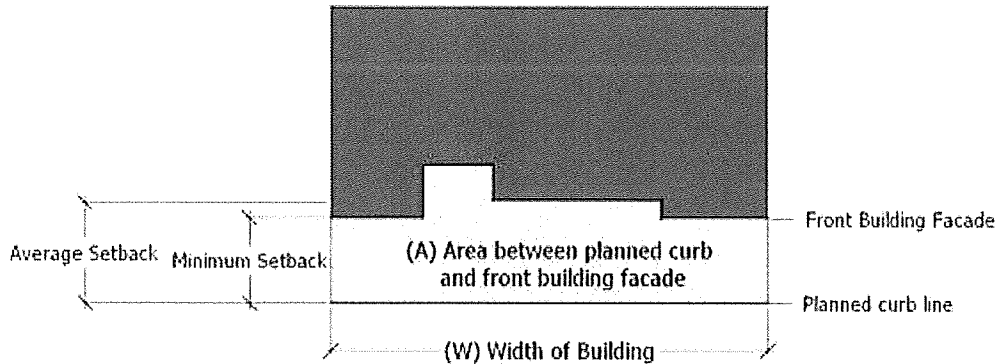 Front Building Facade
Average Setback
Minimum Setback
(A) Area between planned curb
and front building facade
Planned curb line
(W) Width of Building